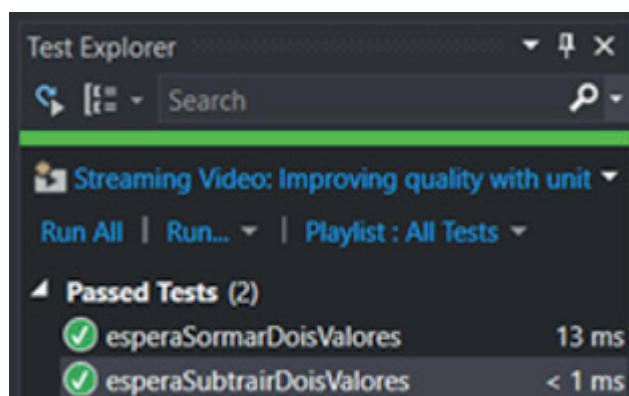 Test Explorer
Search
Streaming Video: Improving quality with unit
Run All | Run... | Playlist : All Tests
Passed Tests (2)
esperaSormarDoisValores 13 ms
esperaSubtrairDoisValores < 1 ms